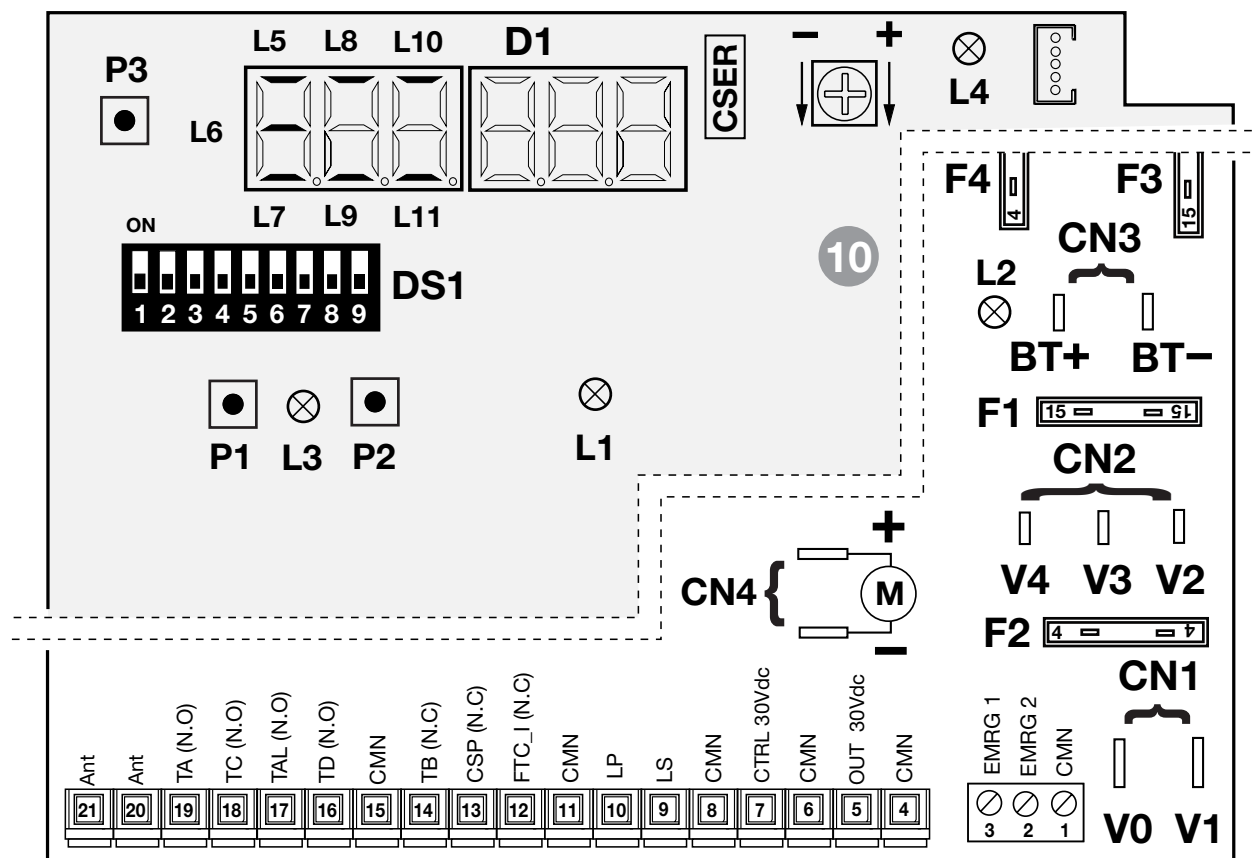 L5 L8 L10 D1 − +
P3
CSER
L4
L6
F4 F3
4 15
L7 L9 L11
CN3
ON
10
L2
DS1
1 2 3 4 5 6 7 8 9
BT+ BT−
F1 15 15
P1 L3 P2 L1
CN2
+
V4 V3 V2
CN4 { M
F2 4 4
−
CN1
Ant Ant TA (N.O) TC (N.O) TAL (N.O) TD (N.O) CMN TB (N.C) CSP (N.C) FTC_I (N.C) CMN LP LS CMN CTRL 30Vdc CMN OUT 30Vdc CMN
EMRG 1 EMRG 2 CMN
21 20 19 18 17 16 15 14 13 12 11 10 9 8 7 6 5 4
3 2 1
V0 V1